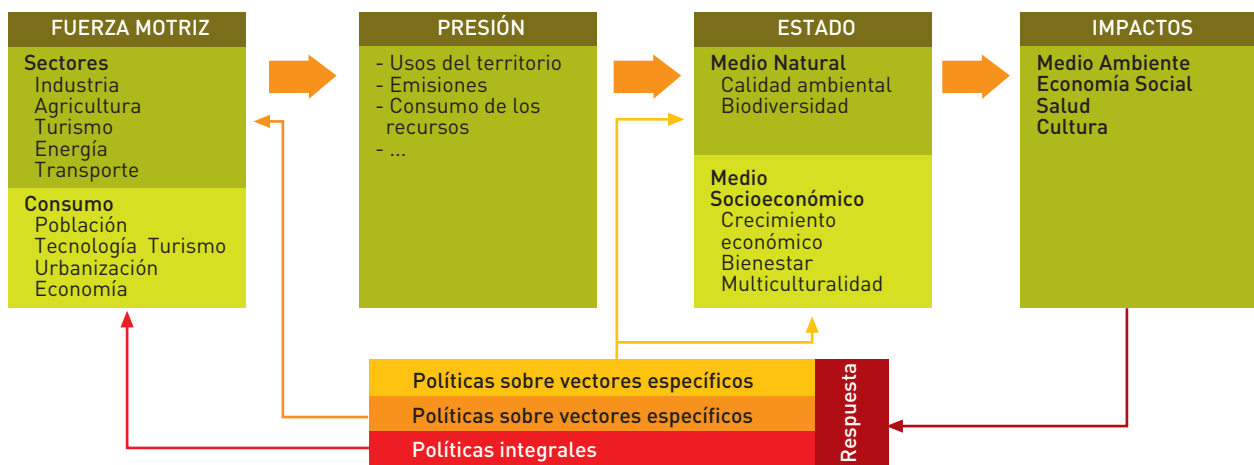 FUERZA MOTRIZ
Sectores
Industria
Agricultura
Turismo
Energía
Transporte
Consumo
Población
Tecnología Turismo
Urbanización
Economía
PRESIÓN
- Usos del territorio
- Emisiones
- Consumo de los
recursos
- ...
ESTADO
Medio Natural
Calidad ambiental
Biodiversidad
Medio
Socioeconómico
Crecimiento
económico
Bienestar
Multiculturalidad
IMPACTOS
Medio Ambiente
Economía Social
Salud
Cultura
Políticas sobre vectores específicos
Políticas sobre vectores específicos
Políticas integrales
Respuesta